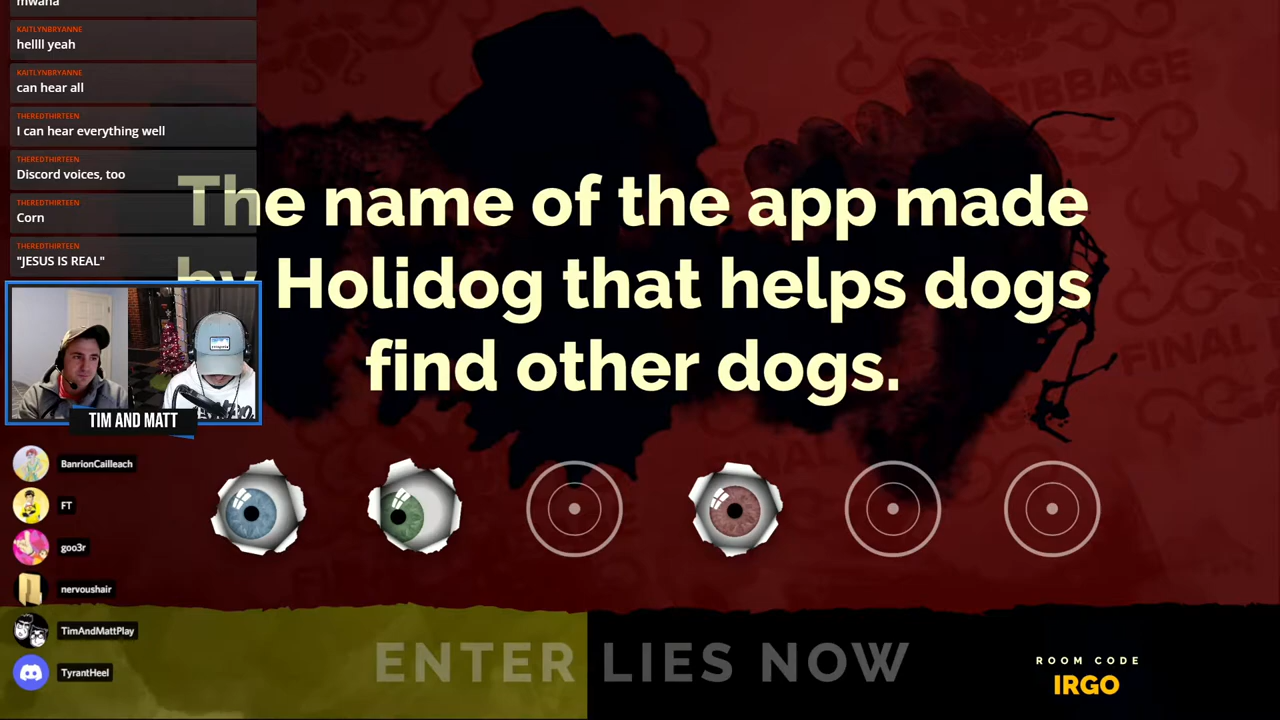 mwana
KAITLYNBRYANNE
hellll yeah
KAITLYNBRYANNE
can hear all
THEREDTHIRTEEN
I can hear everything well
THEREDTHIRTEEN
Discord voices, too
THEREDTHIRTEEN
Corn
THEREDTHIRTEEN
"JESUS IS REAL"
The name of the app made
by Holidog that helps dogs
find other dogs.
TIM AND MATT
BanrionCailleach
FT
goo3r
nervoushair
TimAndMattPlay
TyrantHeel
ENTER LIES NOW
ROOM CODE
IRGO
FIBBAGE
FINAL